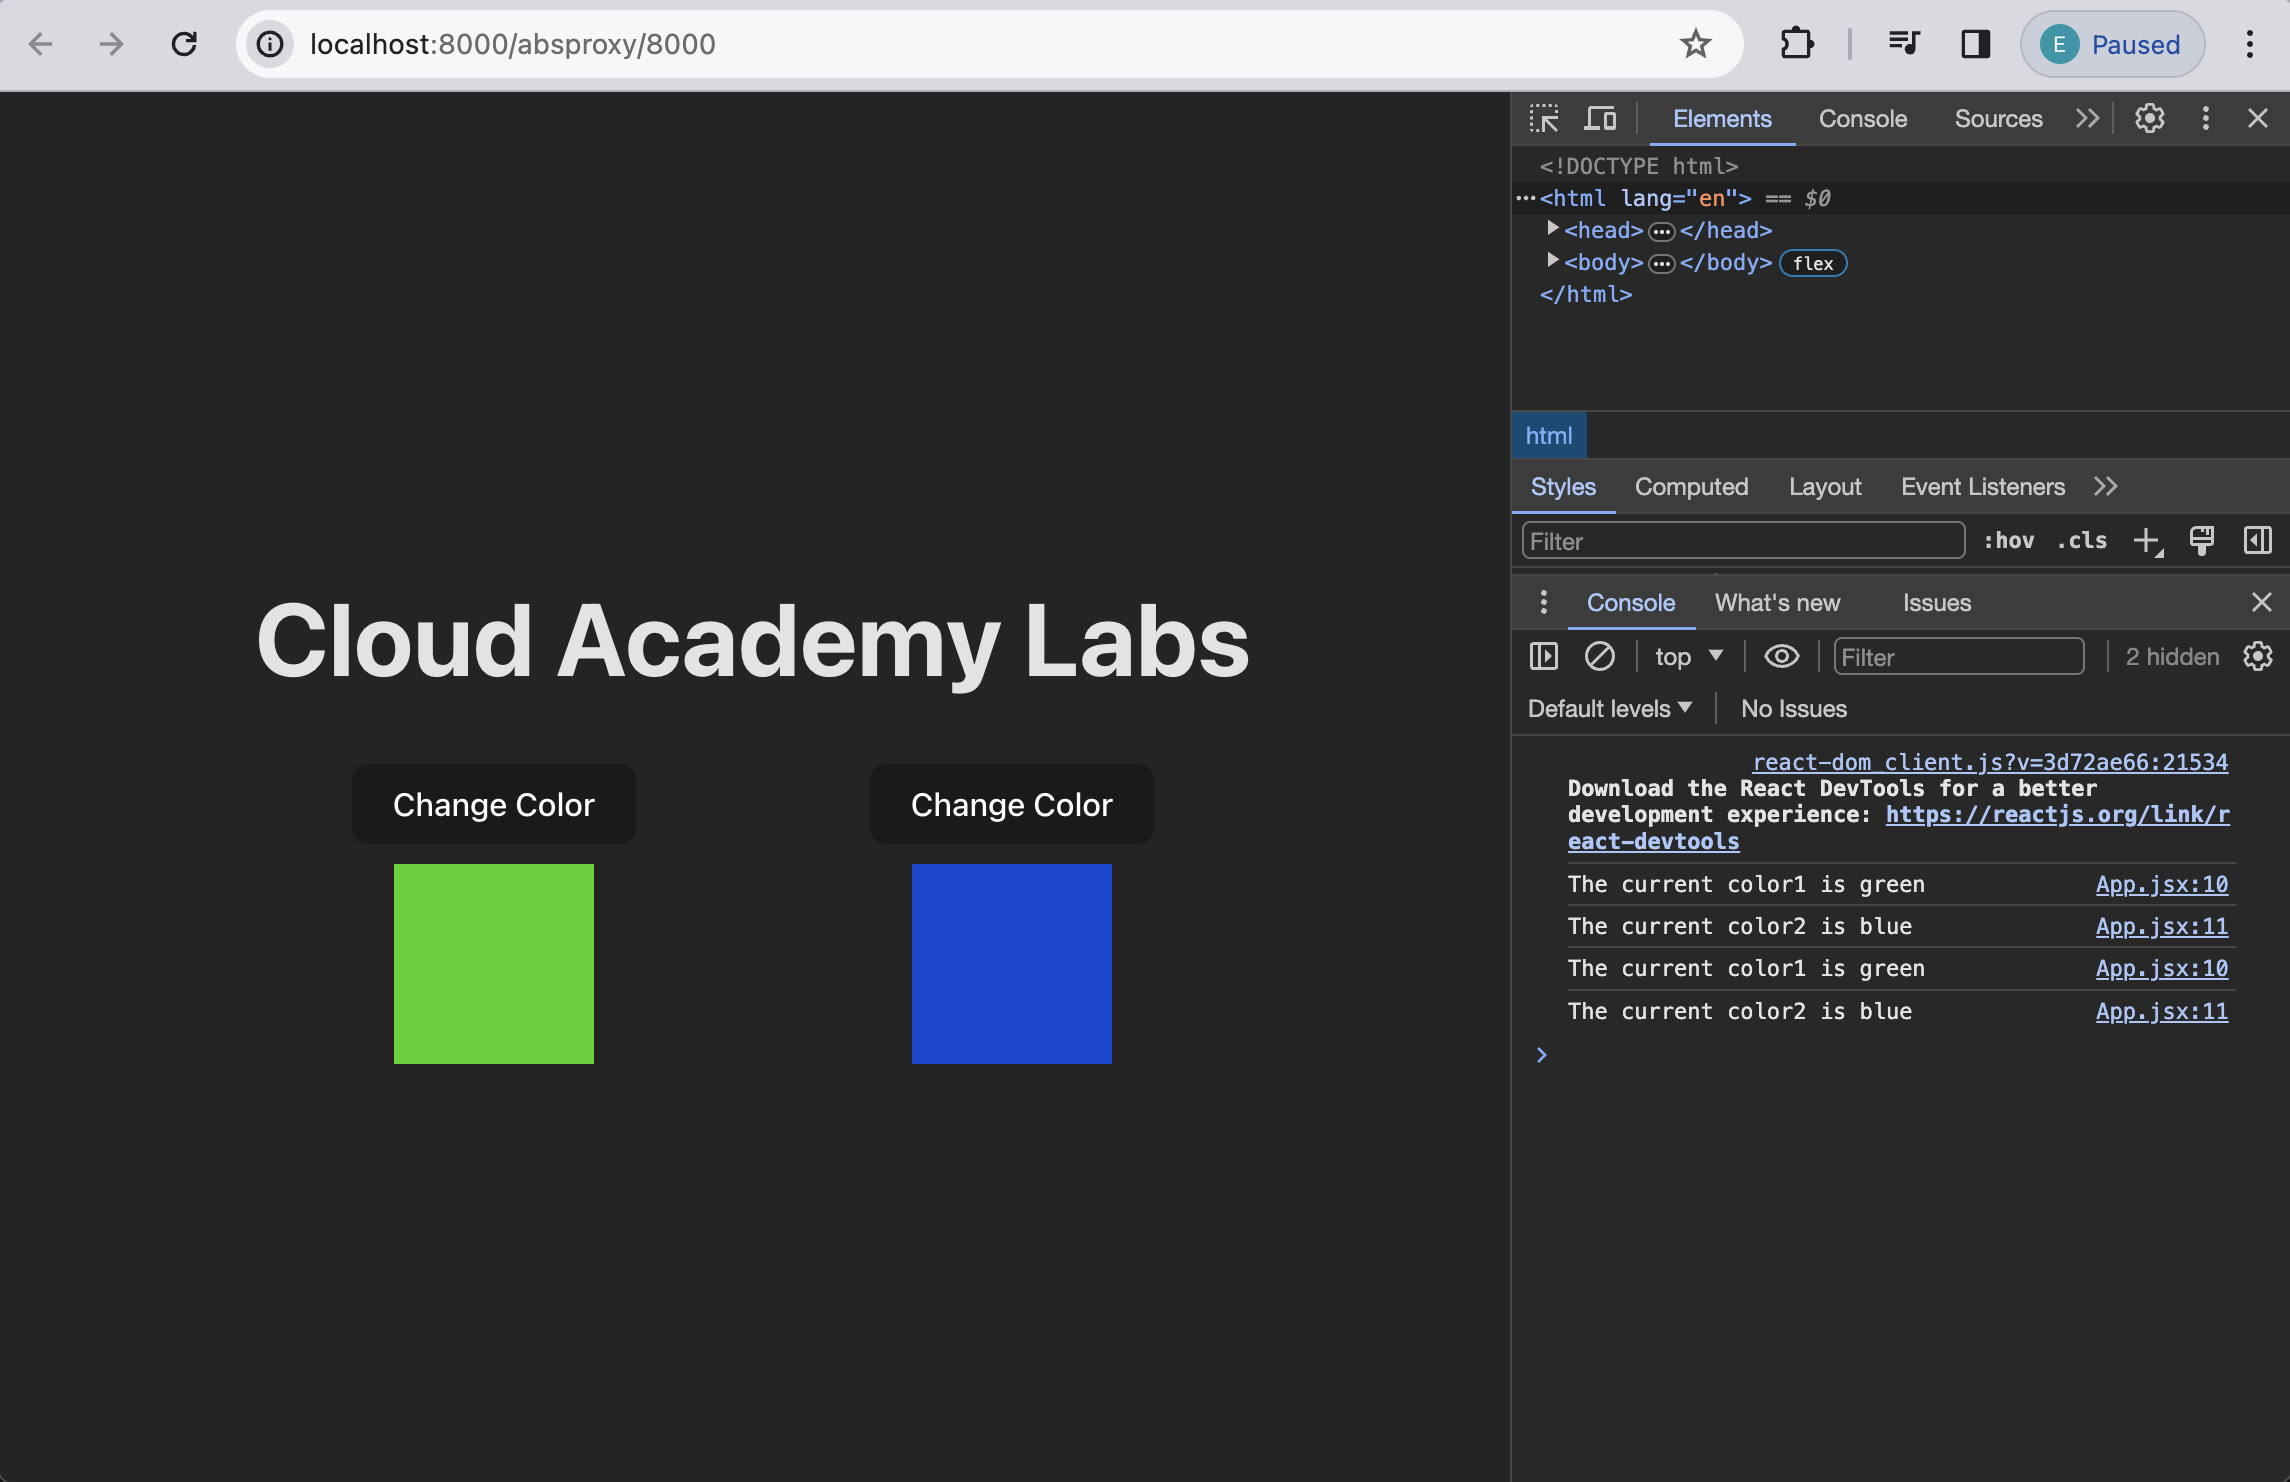 localhost:8000/absproxy/8000
E Paused
Elements Console Sources
<!DOCTYPE html>
<html lang="en"> == $0
<head> </head>
<body> </body> flex
</html>
html
Styles Computed Layout Event Listeners
Filter :hov .cls
Console What's new Issues
top Filter 2 hidden
Default levels No Issues
react-dom_client.js?v=3d72ae66:21534
Download the React DevTools for a better
development experience: https://reactjs.org/link/r
eact-devtools
The current color1 is green App.jsx:10
The current color2 is blue App.jsx:11
The current color1 is green App.jsx:10
The current color2 is blue App.jsx:11
Cloud Academy Labs
Change Color Change Color